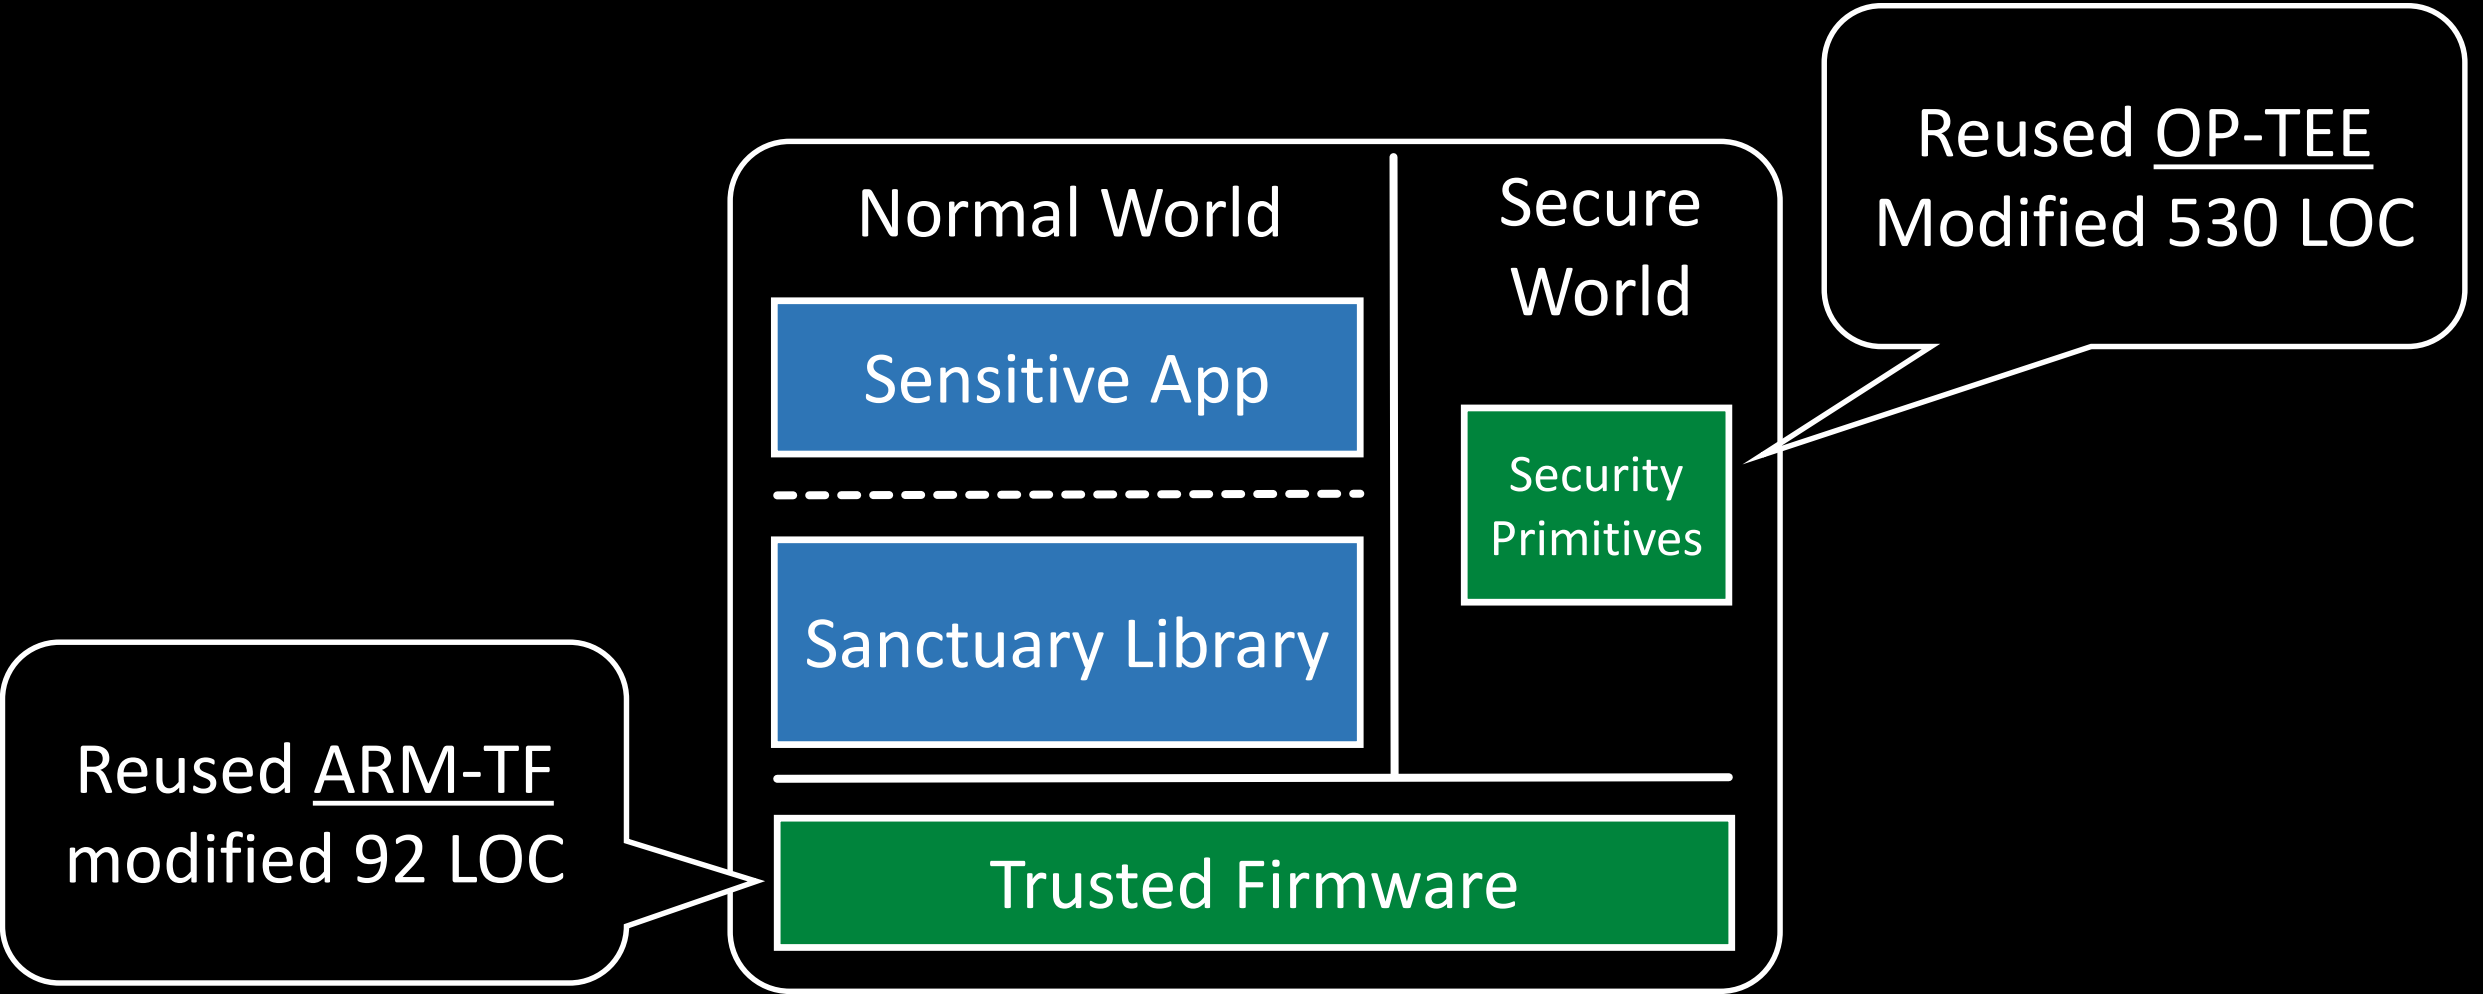 Reused OP-TEE
Modified 530 LOC
Normal World
Secure
World
Sensitive App
Security
Primitives
Sanctuary Library
Reused ARM-TF
modified 92 LOC
Trusted Firmware